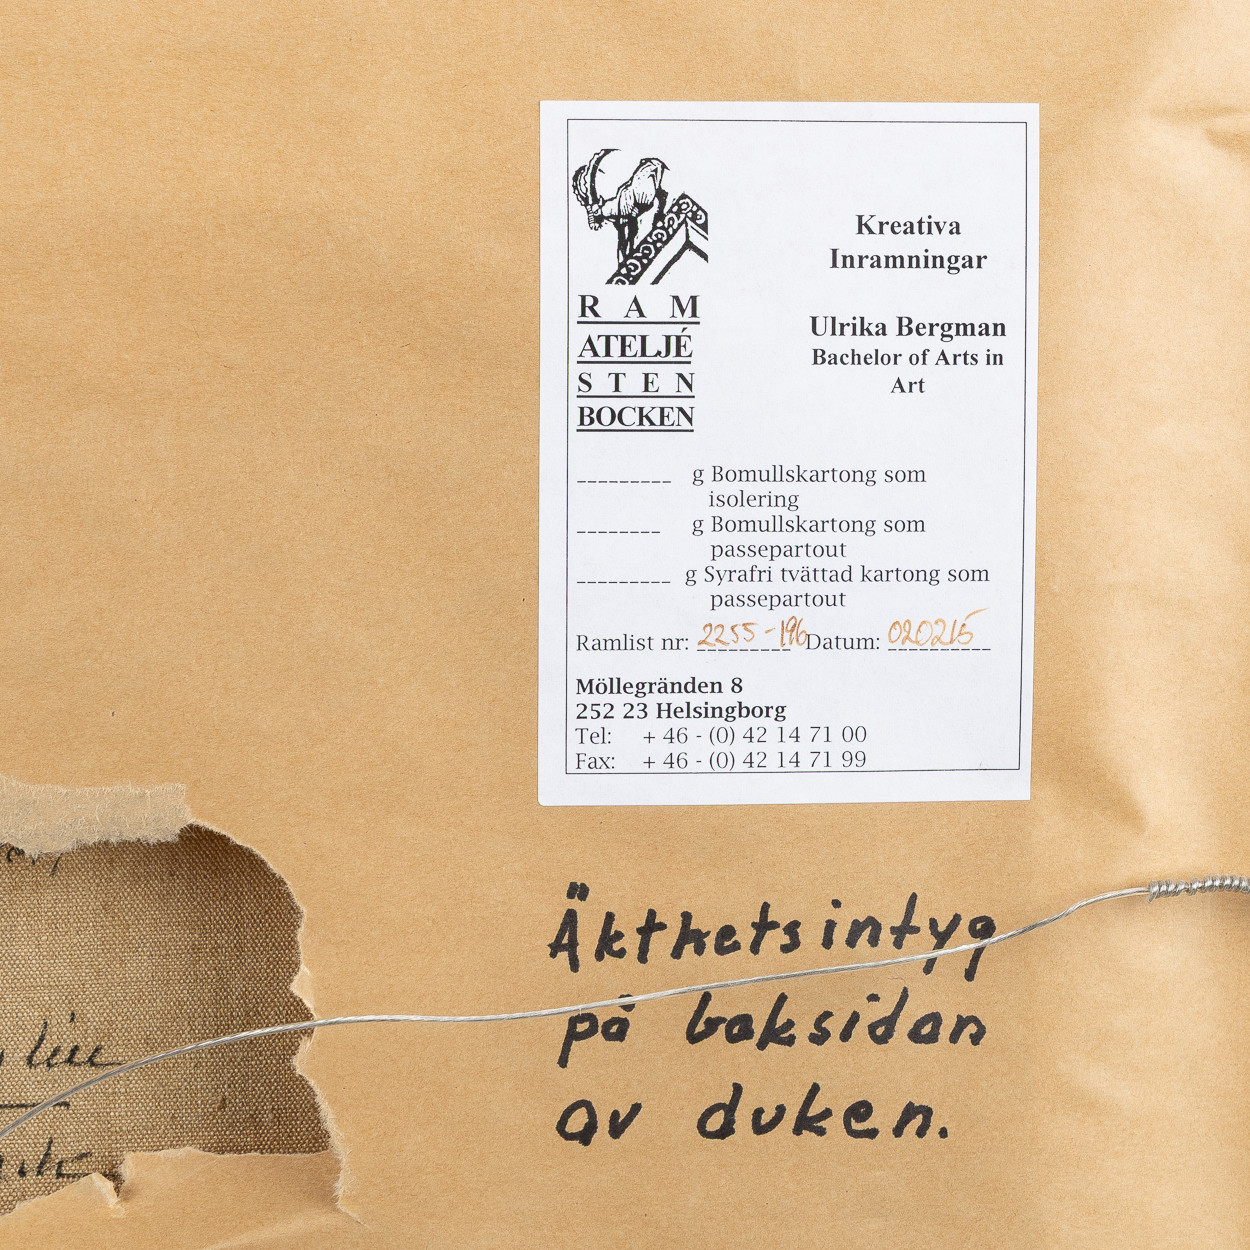 RAM
ATELJÉ
STEN
BOCKEN
Kreativa
Inramningar
Ulrika Bergman
Bachelor of Arts in
Art
_________ g Bomullskartong som
isolering
________ g Bomullskartong som
passepartout
_________ g Syrafri tvättad kartong som
passepartout
Ramlist nr: 2255-196 Datum: 020215
Möllegränden 8
252 23 Helsingborg
Tel: + 46 - (0) 42 14 71 00
Fax: + 46 - (0) 42 14 71 99
Äkthetsintyg
på baksidan
av duken.